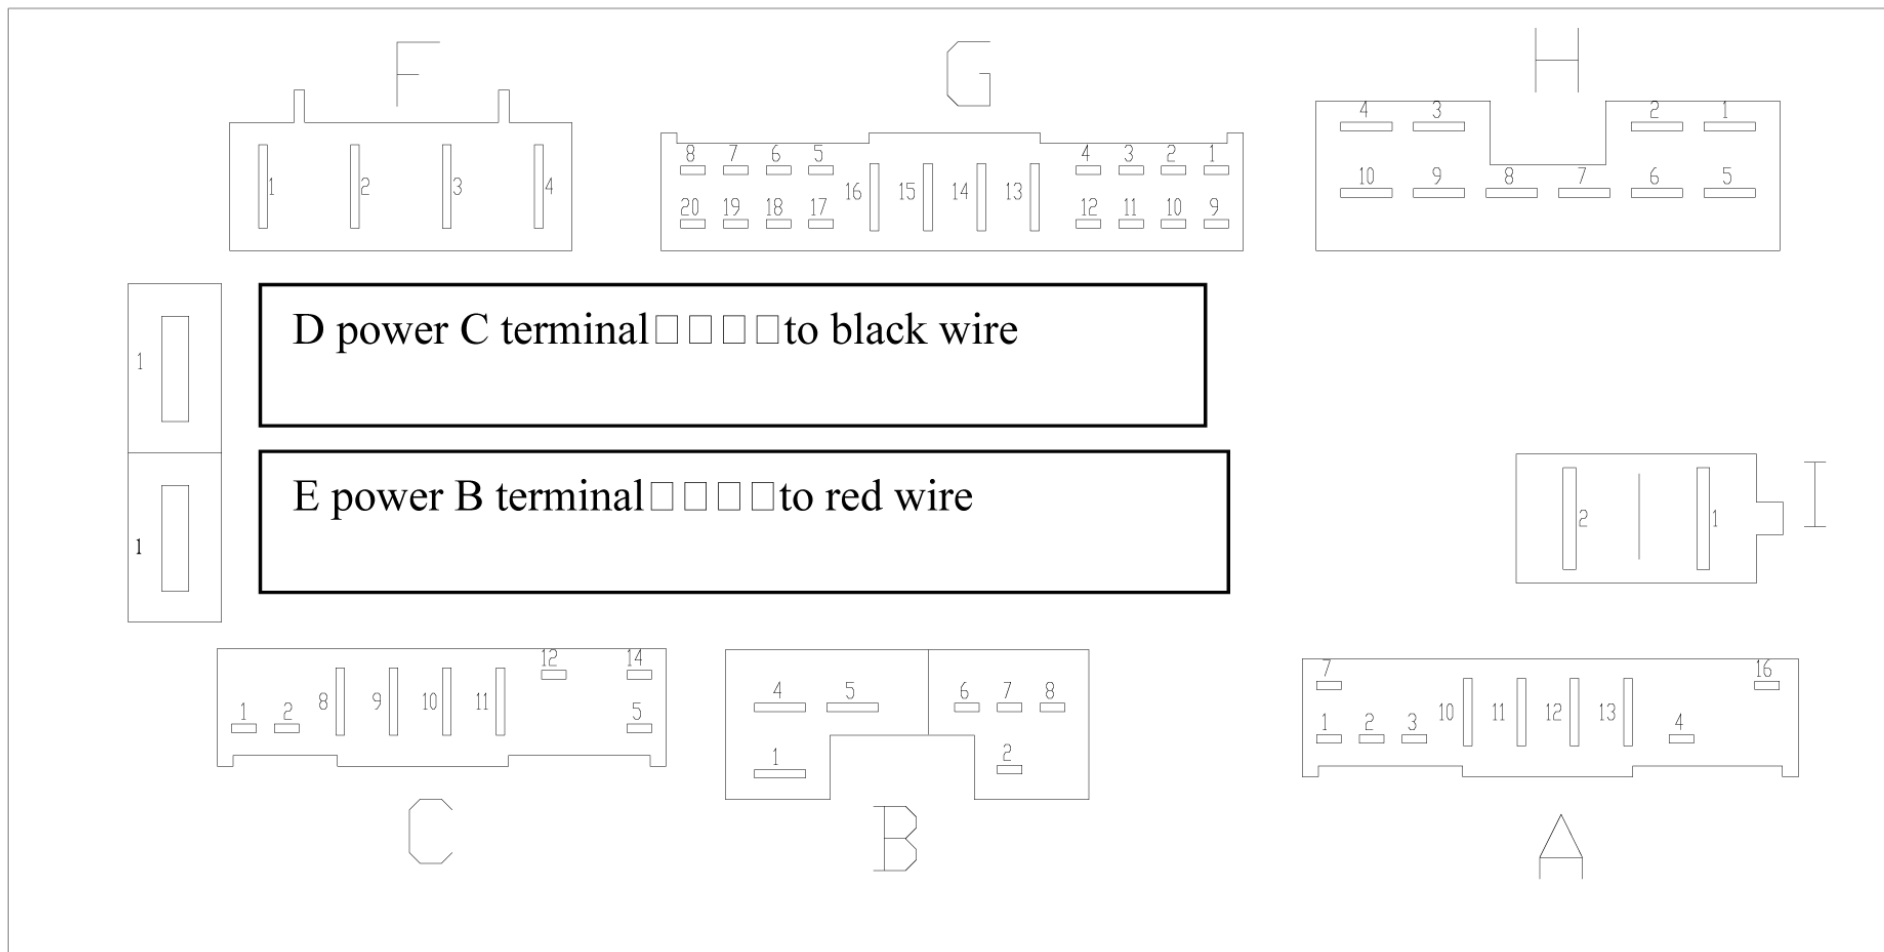 F
G
H
1 2 3 4
8 7 6 5 4 3 2 1
16 15 14 13
20 19 18 17 12 11 10 9
4 3 2 1
10 9 8 7 6 5
1
D power C terminal□□□□to black wire
1
E power B terminal□□□□to red wire
2 1
I
12 14
8 9 10 11
1 2 5
C
4 5 6 7 8
1 2
B
7 16
10 11 12 13
1 2 3 4
A